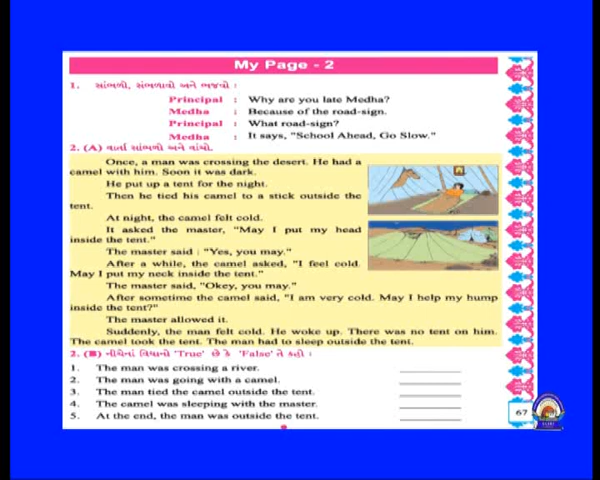 My Page - 2
1. સાંભળો, સંભળાવો અને ભજવો :
Principal : Why are you late Medha?
Medha : Because of the road-sign.
Principal : What road-sign?
Medha : It says, "School Ahead, Go Slow."
2. (A) વાર્તા સાંભળો અને વાંચો.
Once, a man was crossing the desert. He had a
camel with him. Soon it was dark.
He put up a tent for the night.
Then he tied his camel to a stick outside the
tent.
At night, the camel felt cold.
It asked the master, "May I put my head
inside the tent."
The master said : "Yes, you may."
After a while, the camel asked, "I feel cold.
May I put my neck inside the tent."
The master said, "Okey, you may."
After sometime the camel said, "I am very cold. May I help my hump
inside the tent?"
The master allowed it.
Suddenly, the man felt cold. He woke up. There was no tent on him.
The camel took the tent. The man had to sleep outside the tent.
2. (B) નીચેનાં વિધાનો 'True' છે કે 'False' તે કહો :
1. The man was crossing a river.
2. The man was going with a camel.
3. The man tied the camel outside the tent.
4. The camel was sleeping with the master.
5. At the end, the man was outside the tent.
67